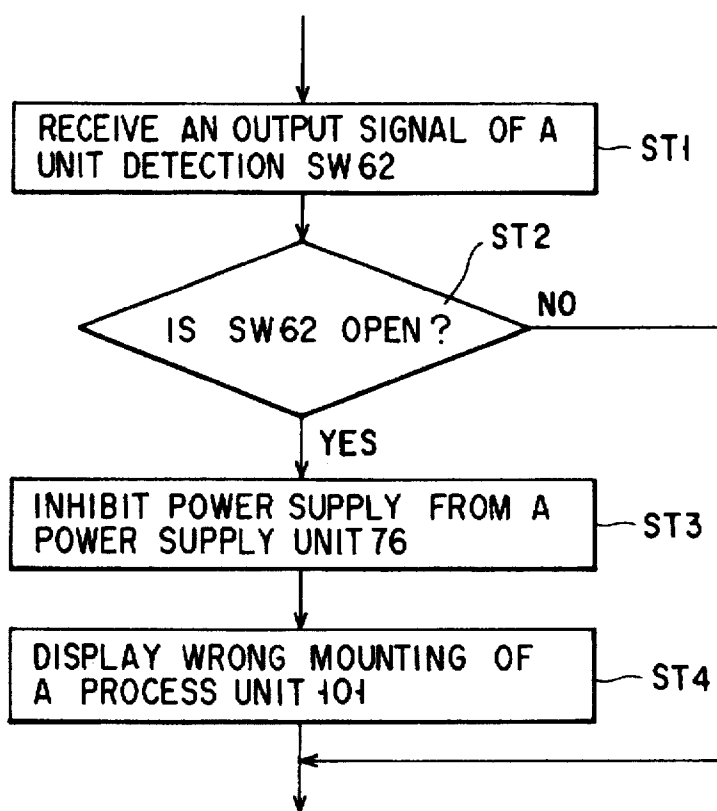 RECEIVE AN OUTPUT SIGNAL OF A
UNIT DETECTION SW62
ST1
ST2
IS SW62 OPEN?
NO
YES
INHIBIT POWER SUPPLY FROM A
POWER SUPPLY UNIT 76
ST3
DISPLAY WRONG MOUNTING OF
A PROCESS UNIT 101
ST4